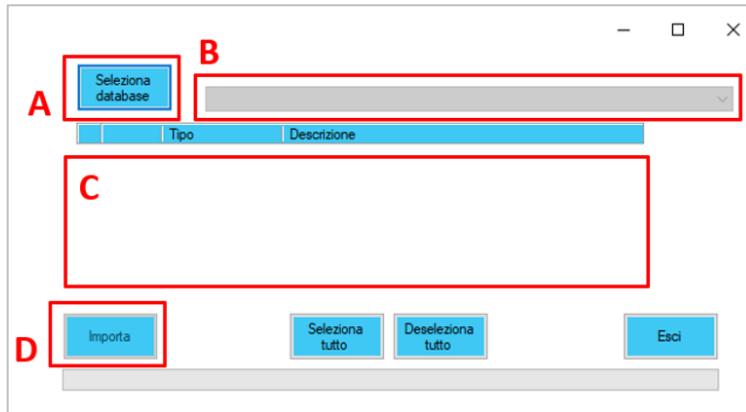 B
A
Seleziona
database
Tipo Descrizione
C
D
Importa
Seleziona
tutto
Deseleziona
tutto
Esci